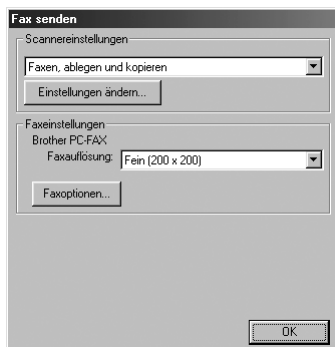 Fax senden
Scannereinstellungen
Faxen, ablegen und kopieren
Einstellungen ändern...
Faxeinstellungen
Brother PC-FAX
Faxauflösung: Fein (200 x 200)
Faxoptionen...
OK